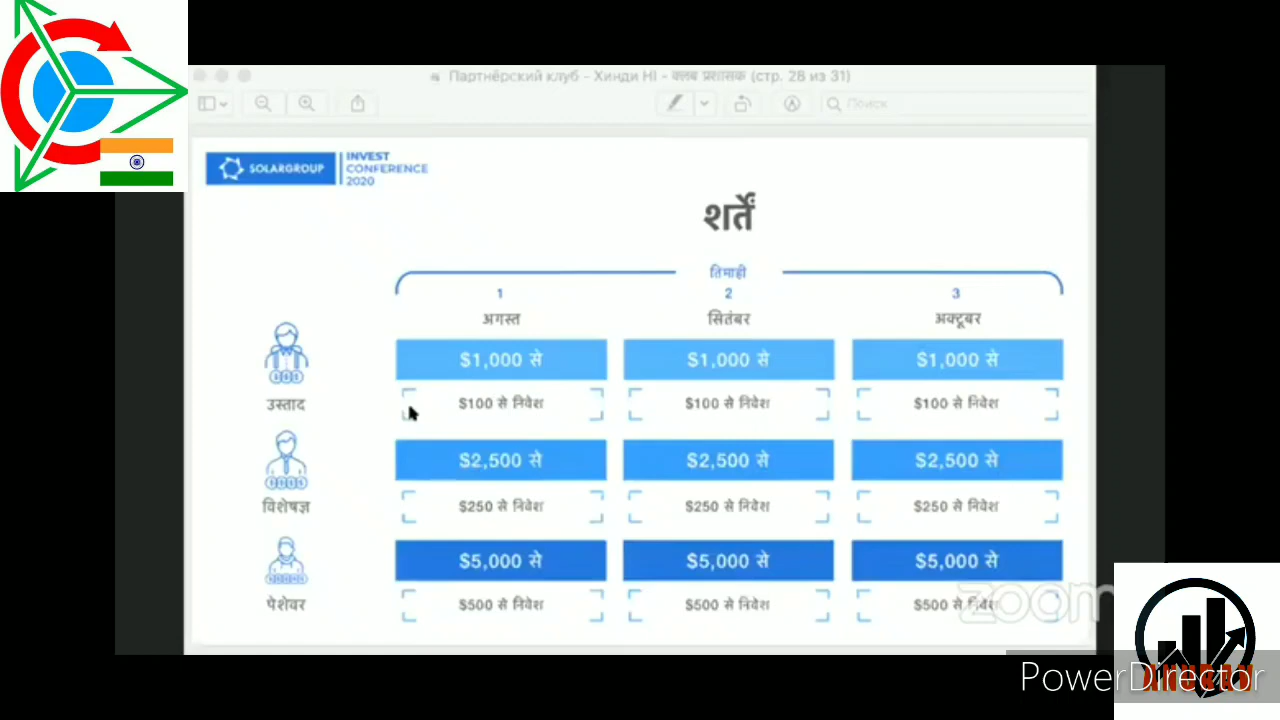 Партнёрский клуб - Хинди HI - क्लब प्रशासक (стр. 28 из 31)
Поиск
SOLARGROUP
INVEST
CONFERENCE
2020
शर्तें
तिमाही
1 2 3
अगस्त सितंबर अक्टूबर
$1,000 से $1,000 से $1,000 से
उस्ताद $100 से निवेश $100 से निवेश $100 से निवेश
$2,500 से $2,500 से $2,500 से
विशेषज्ञ $250 से निवेश $250 से निवेश $250 से निवेश
$5,000 से $5,000 से $5,000 से
पेशेवर $500 से निवेश $500 से निवेश $500 से निवेश
zoom
PowerDirector